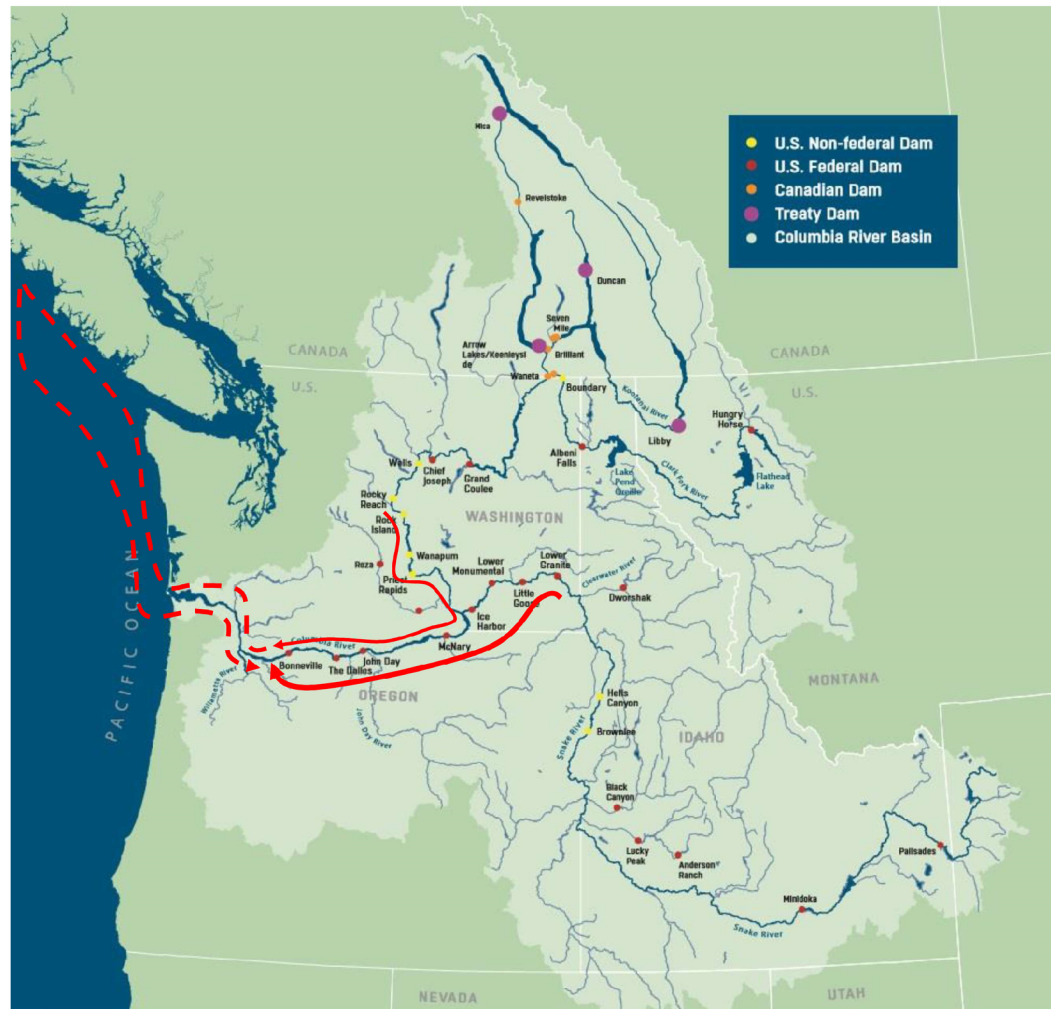 Mica
U.S. Non-federal Dam
U.S. Federal Dam
Canadian Dam
Treaty Dam
Columbia River Basin
Revelstoke
Duncan
Seven
Mile
Arrow
Lakes/Keenleysi
de
Brilliant
CANADA
CANADA
Waneta
U.S.
Boundary
U.S.
Kootenai River
Hungry
Horse
Libby
Albeni
Falls
Wells
Chief
Joseph
Grand
Coulee
Lake
Pend
Oreille
Clark Fork River
Flathead
Lake
Rocky
Reach
Rock
Island
WASHINGTON
Wanapum
Lower
Monumental
Lower
Granite
Roza
Priest
Rapids
Little
Goose
Clearwater River
Dworshak
Ice
Harbor
PACIFIC OCEAN
Columbia River
McNary
Bonneville
The Dalles
John Day
Willamette River
OREGON
John Day River
MONTANA
Hells
Canyon
Snake River
Brownlee
IDAHO
Black
Canyon
Lucky
Peak
Anderson
Ranch
Palisades
Minidoka
Snake River
NEVADA
UTAH